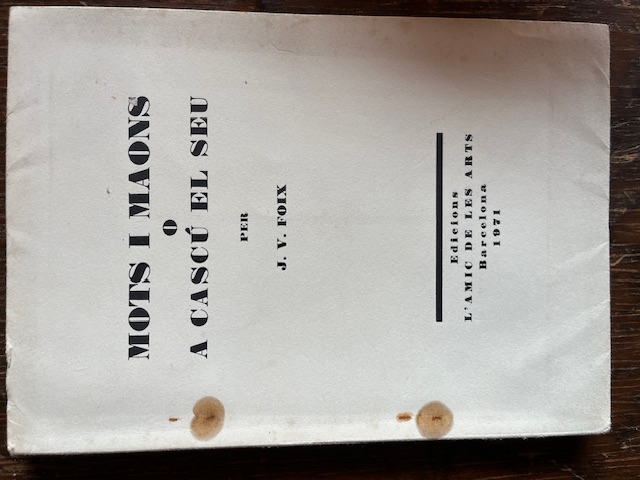 MOTS I MAONS
O
A CASCÚ EL SEU
PER
J. V. FOIX
Edicions
L'AMIC DE LES ARTS
Barcelona
1971